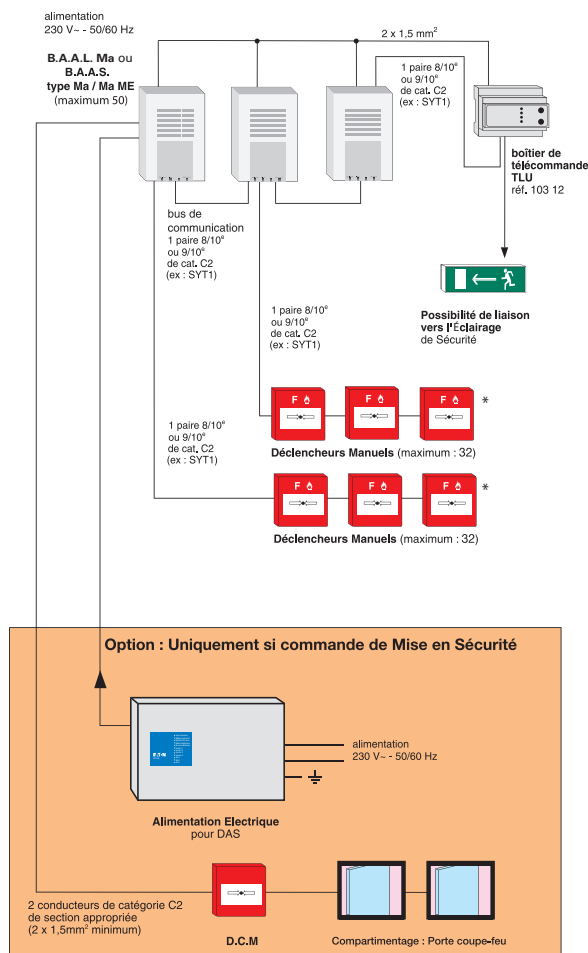 alimentation
230 V~ - 50/60 Hz
B.A.A.L. Ma ou
B.A.A.S.
type Ma / Ma ME
(maximum 50)
2 x 1,5 mm²
1 paire 8/10e
ou 9/10e
de cat. C2
(ex : SYT1)
boîtier de
télécommande
TLU
réf. 103 12
bus de
communication
1 paire 8/10e
ou 9/10e
de cat. C2
(ex : SYT1)
Possibilité de liaison
vers l'Éclairage
de Sécurité
1 paire 8/10e
ou 9/10e
de cat. C2
(ex : SYT1)
F F F *
Déclencheurs Manuels (maximum : 32)
1 paire 8/10e
ou 9/10e
de cat. C2
(ex : SYT1)
F F F *
Déclencheurs Manuels (maximum : 32)
Option : Uniquement si commande de Mise en Sécurité
EATON
alimentation
230 V~ - 50/60 Hz
Alimentation Electrique
pour DAS
2 conducteurs de catégorie C2
de section appropriée
(2 x 1,5mm² minimum)
D.C.M
Compartimentage : Porte coupe-feu